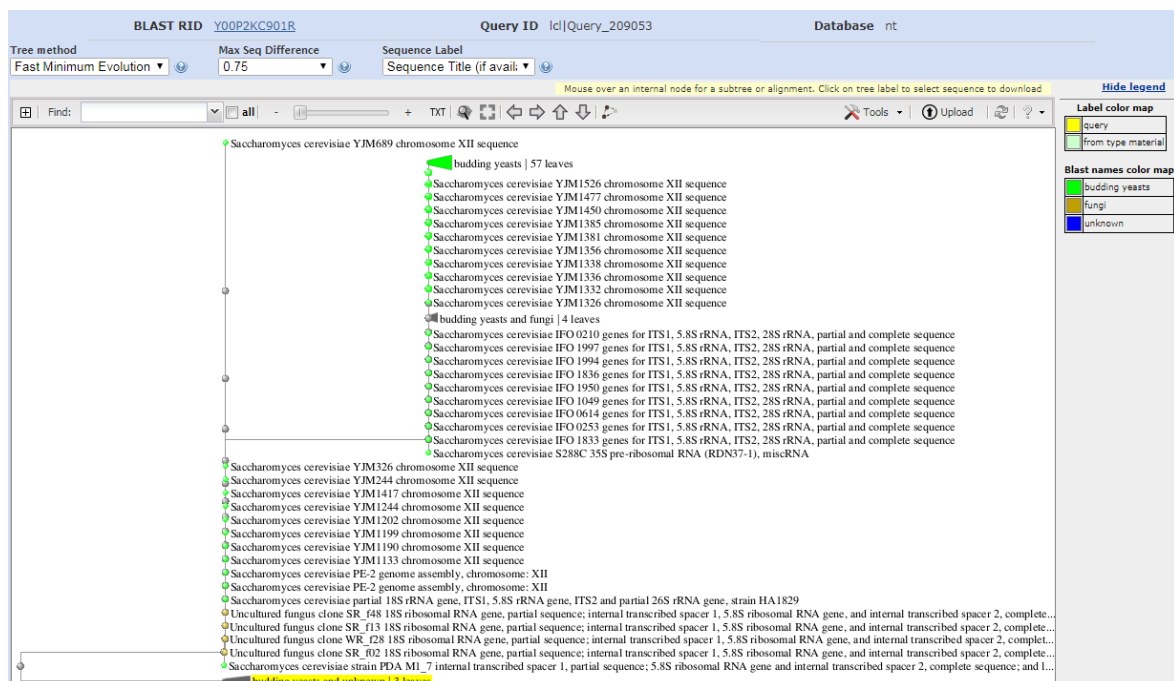 BLAST RID Y00P2KC901R Query ID lcl|Query_209053 Database nt
Tree method Max Seq Difference Sequence Label
Fast Minimum Evolution 0.75 Sequence Title (if avail:
Mouse over an internal node for a subtree or alignment. Click on tree label to select sequence to download Hide legend
Find: all - + TXT Tools Upload ? Label color map
query
from type material
Blast names color map
budding yeasts
fungi
unknown
Saccharomyces cerevisiae YJM689 chromosome XII sequence
budding yeasts | 57 leaves
Saccharomyces cerevisiae YJM1526 chromosome XII sequence
Saccharomyces cerevisiae YJM1477 chromosome XII sequence
Saccharomyces cerevisiae YJM1450 chromosome XII sequence
Saccharomyces cerevisiae YJM1385 chromosome XII sequence
Saccharomyces cerevisiae YJM1381 chromosome XII sequence
Saccharomyces cerevisiae YJM1356 chromosome XII sequence
Saccharomyces cerevisiae YJM1338 chromosome XII sequence
Saccharomyces cerevisiae YJM1336 chromosome XII sequence
Saccharomyces cerevisiae YJM1332 chromosome XII sequence
Saccharomyces cerevisiae YJM1326 chromosome XII sequence
budding yeasts and fungi | 4 leaves
Saccharomyces cerevisiae IFO 0210 genes for ITS1, 5.8S rRNA, ITS2, 28S rRNA, partial and complete sequence
Saccharomyces cerevisiae IFO 1997 genes for ITS1, 5.8S rRNA, ITS2, 28S rRNA, partial and complete sequence
Saccharomyces cerevisiae IFO 1994 genes for ITS1, 5.8S rRNA, ITS2, 28S rRNA, partial and complete sequence
Saccharomyces cerevisiae IFO 1836 genes for ITS1, 5.8S rRNA, ITS2, 28S rRNA, partial and complete sequence
Saccharomyces cerevisiae IFO 1950 genes for ITS1, 5.8S rRNA, ITS2, 28S rRNA, partial and complete sequence
Saccharomyces cerevisiae IFO 1049 genes for ITS1, 5.8S rRNA, ITS2, 28S rRNA, partial and complete sequence
Saccharomyces cerevisiae IFO 0614 genes for ITS1, 5.8S rRNA, ITS2, 28S rRNA, partial and complete sequence
Saccharomyces cerevisiae IFO 0253 genes for ITS1, 5.8S rRNA, ITS2, 28S rRNA, partial and complete sequence
Saccharomyces cerevisiae IFO 1833 genes for ITS1, 5.8S rRNA, ITS2, 28S rRNA, partial and complete sequence
Saccharomyces cerevisiae S288C 35S pre-ribosomal RNA (RDN37-1), miscRNA
Saccharomyces cerevisiae YJM326 chromosome XII sequence
Saccharomyces cerevisiae YJM244 chromosome XII sequence
Saccharomyces cerevisiae YJM1417 chromosome XII sequence
Saccharomyces cerevisiae YJM1244 chromosome XII sequence
Saccharomyces cerevisiae YJM1202 chromosome XII sequence
Saccharomyces cerevisiae YJM1199 chromosome XII sequence
Saccharomyces cerevisiae YJM1190 chromosome XII sequence
Saccharomyces cerevisiae YJM1133 chromosome XII sequence
Saccharomyces cerevisiae PE-2 genome assembly, chromosome: XII
Saccharomyces cerevisiae PE-2 genome assembly, chromosome: XII
Saccharomyces cerevisiae partial 18S rRNA gene, ITS1, 5.8S rRNA gene, ITS2 and partial 26S rRNA gene, strain HA1829
Uncultured fungus clone SR_f48 18S ribosomal RNA gene, partial sequence; internal transcribed spacer 1, 5.8S ribosomal RNA gene, and internal transcribed spacer 2, complete...
Uncultured fungus clone SR_f13 18S ribosomal RNA gene, partial sequence; internal transcribed spacer 1, 5.8S ribosomal RNA gene, and internal transcribed spacer 2, complete...
Uncultured fungus clone WR_f28 18S ribosomal RNA gene, partial sequence; internal transcribed spacer 1, 5.8S ribosomal RNA gene, and internal transcribed spacer 2, complet...
Uncultured fungus clone SR_f02 18S ribosomal RNA gene, partial sequence; internal transcribed spacer 1, 5.8S ribosomal RNA gene, and internal transcribed spacer 2, complete...
Saccharomyces cerevisiae strain PDA M1_7 internal transcribed spacer 1, partial sequence; 5.8S ribosomal RNA gene and internal transcribed spacer 2, complete sequence; and l...
budding yeasts and unknown | 3 leaves